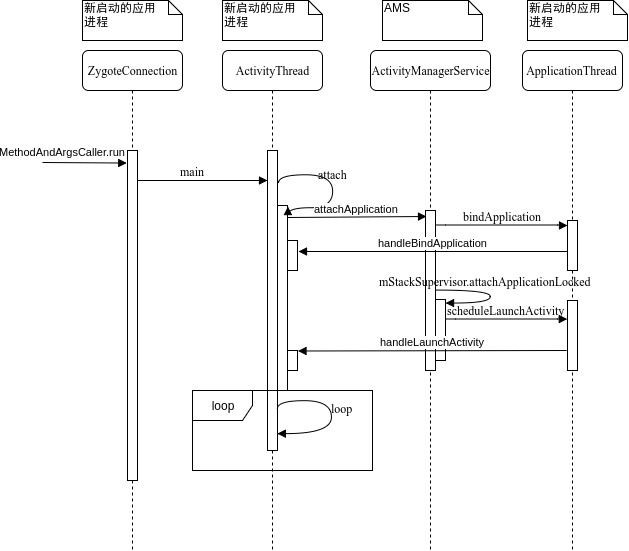 新启动的应用
进程
新启动的应用
进程
AMS
新启动的应用
进程
ZygoteConnection
ActivityThread
ActivityManagerService
ApplicationThread
MethodAndArgsCaller.run
main
attach
attachApplication
bindApplication
handleBindApplication
mStackSupervisor.attachApplicationLocked
scheduleLaunchActivity
handleLaunchActivity
loop
loop